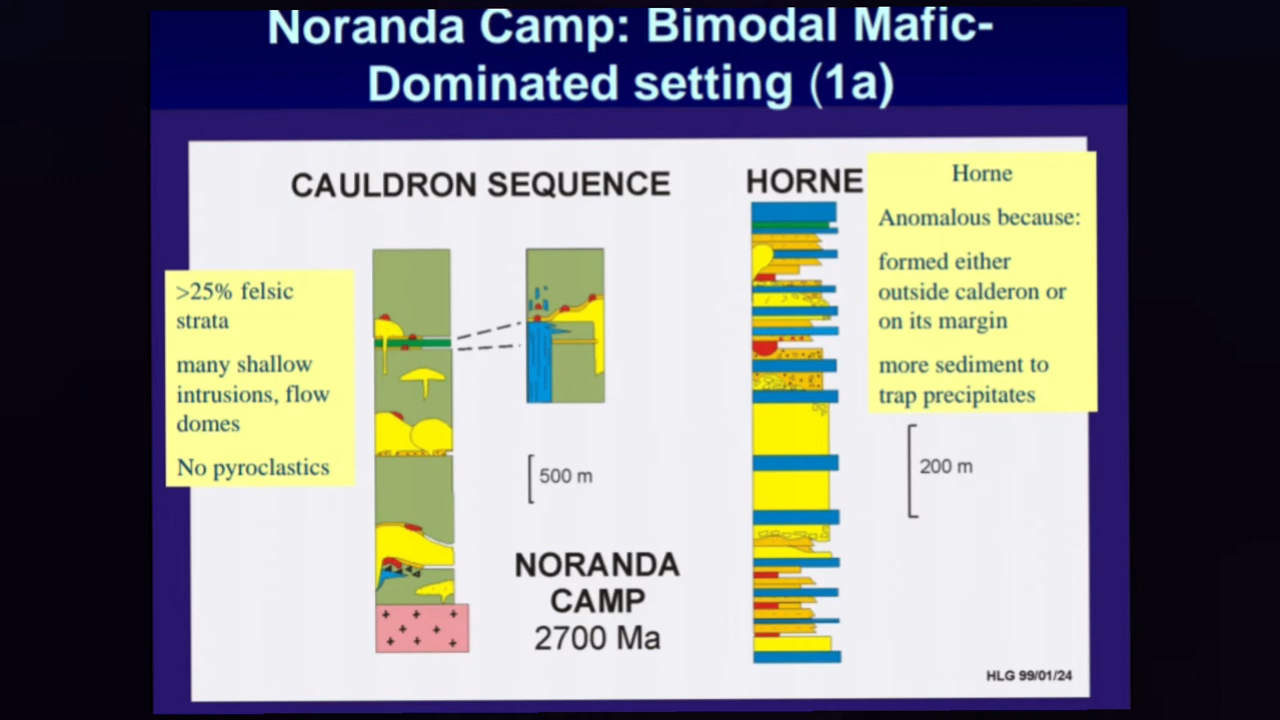 Noranda Camp: Bimodal Mafic-
Dominated setting (1a)
CAULDRON SEQUENCE
HORNE
>25% felsic
strata
many shallow
intrusions, flow
domes
No pyroclastics
Horne
Anomalous because:
formed either
outside calderon or
on its margin
more sediment to
trap precipitates
500 m
200 m
NORANDA
CAMP
2700 Ma
HLG 99/01/24